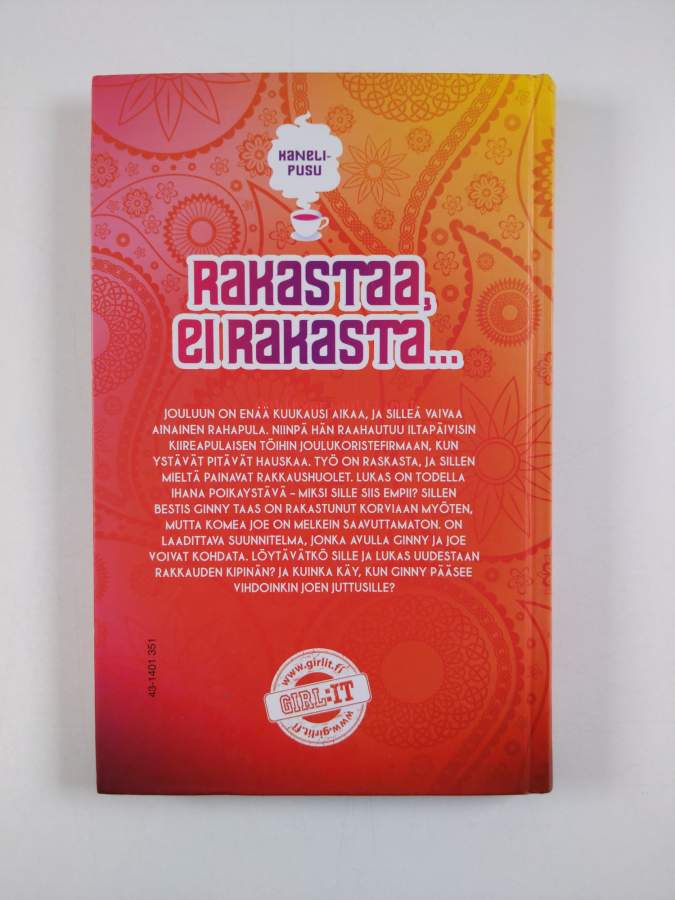 KANELI-
PUSU
RAKASTAA,
EI RAKASTA...
JOULUUN ON ENÄÄ KUUKAUSI AIKAA, JA SILLEÄ VAIVAA
AINAINEN RAHAPULA. NIINPÄ HÄN RAAHAUTUU ILTAPÄIVISIN
KIIREAPULAISEN TÖIHIN JOULUKORISTEFIRMAAN, KUN
YSTÄVÄT PITÄVÄT HAUSKAA. TYÖ ON RASKASTA, JA SILLEN
MIELTÄ PAINAVAT RAKKAUSHUOLET. LUKAS ON TODELLA
IHANA POIKAYSTÄVÄ – MIKSI SILLE SIIS EMPII? SILLEN
BESTIS GINNY TAAS ON RAKASTUNUT KORVIAAN MYÖTEN,
MUTTA KOMEA JOE ON MELKEIN SAAVUTTAMATON. ON
LAADITTAVA SUUNNITELMA, JONKA AVULLA GINNY JA JOE
VOIVAT KOHDATA. LÖYTÄVÄTKÖ SILLE JA LUKAS UUDESTAAN
RAKKAUDEN KIPINÄN? JA KUINKA KÄY, KUN GINNY PÄÄSEE
VIHDOINKIN JOEN JUTTUSILLE?
43-1401 351
www.girlit.fi
GIRL:IT
www.girlit.fi